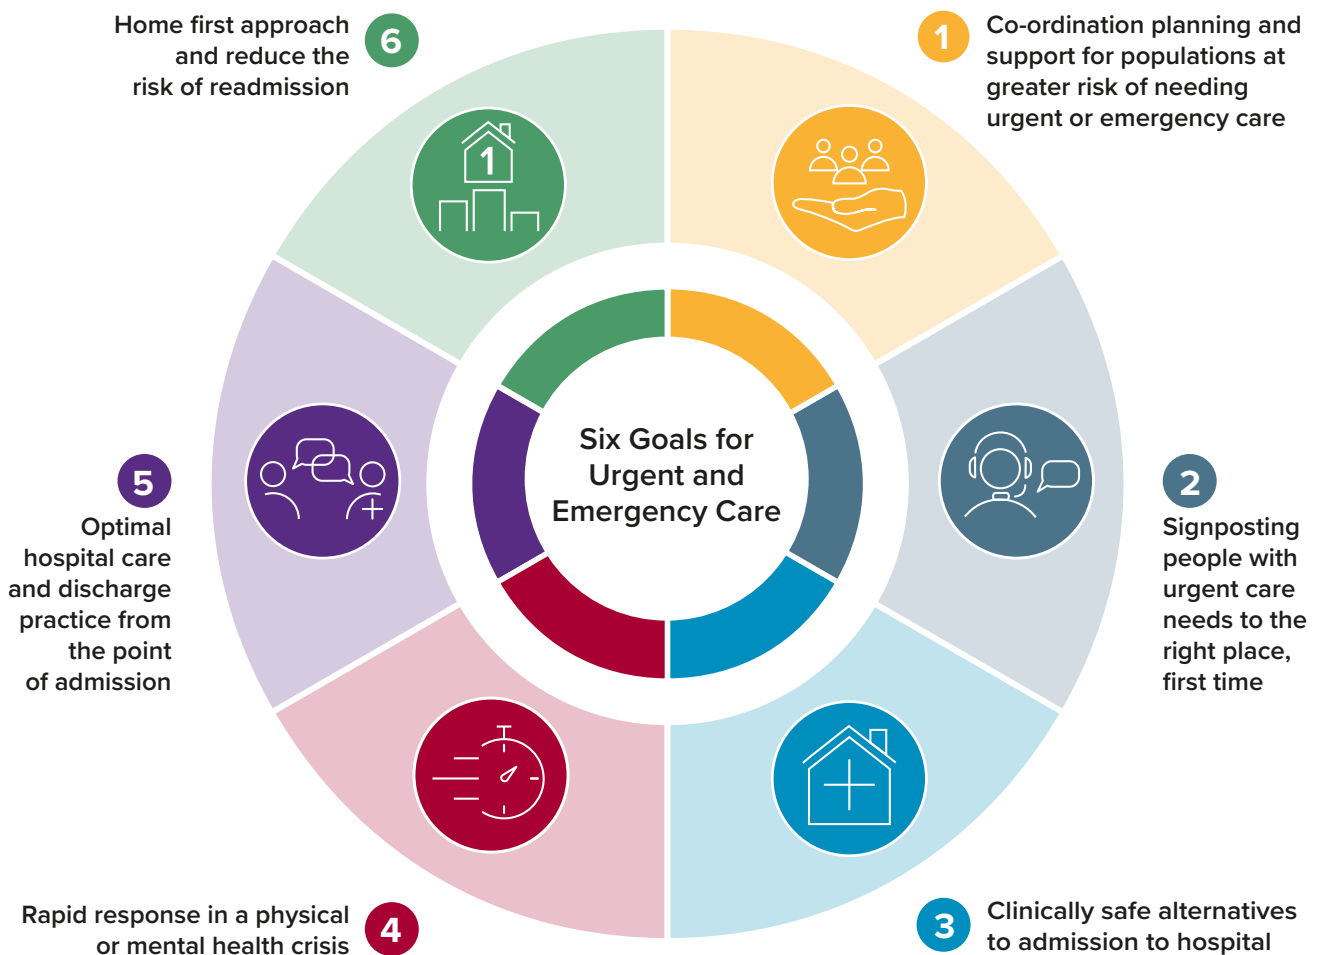 Six Goals for
Urgent and
Emergency Care
1
Co-ordination planning and
support for populations at
greater risk of needing
urgent or emergency care
2
Signposting
people with
urgent care
needs to the
right place,
first time
3
Clinically safe alternatives
to admission to hospital
4
Rapid response in a physical
or mental health crisis
5
Optimal
hospital care
and discharge
practice from
the point
of admission
6
Home first approach
and reduce the
risk of readmission
1